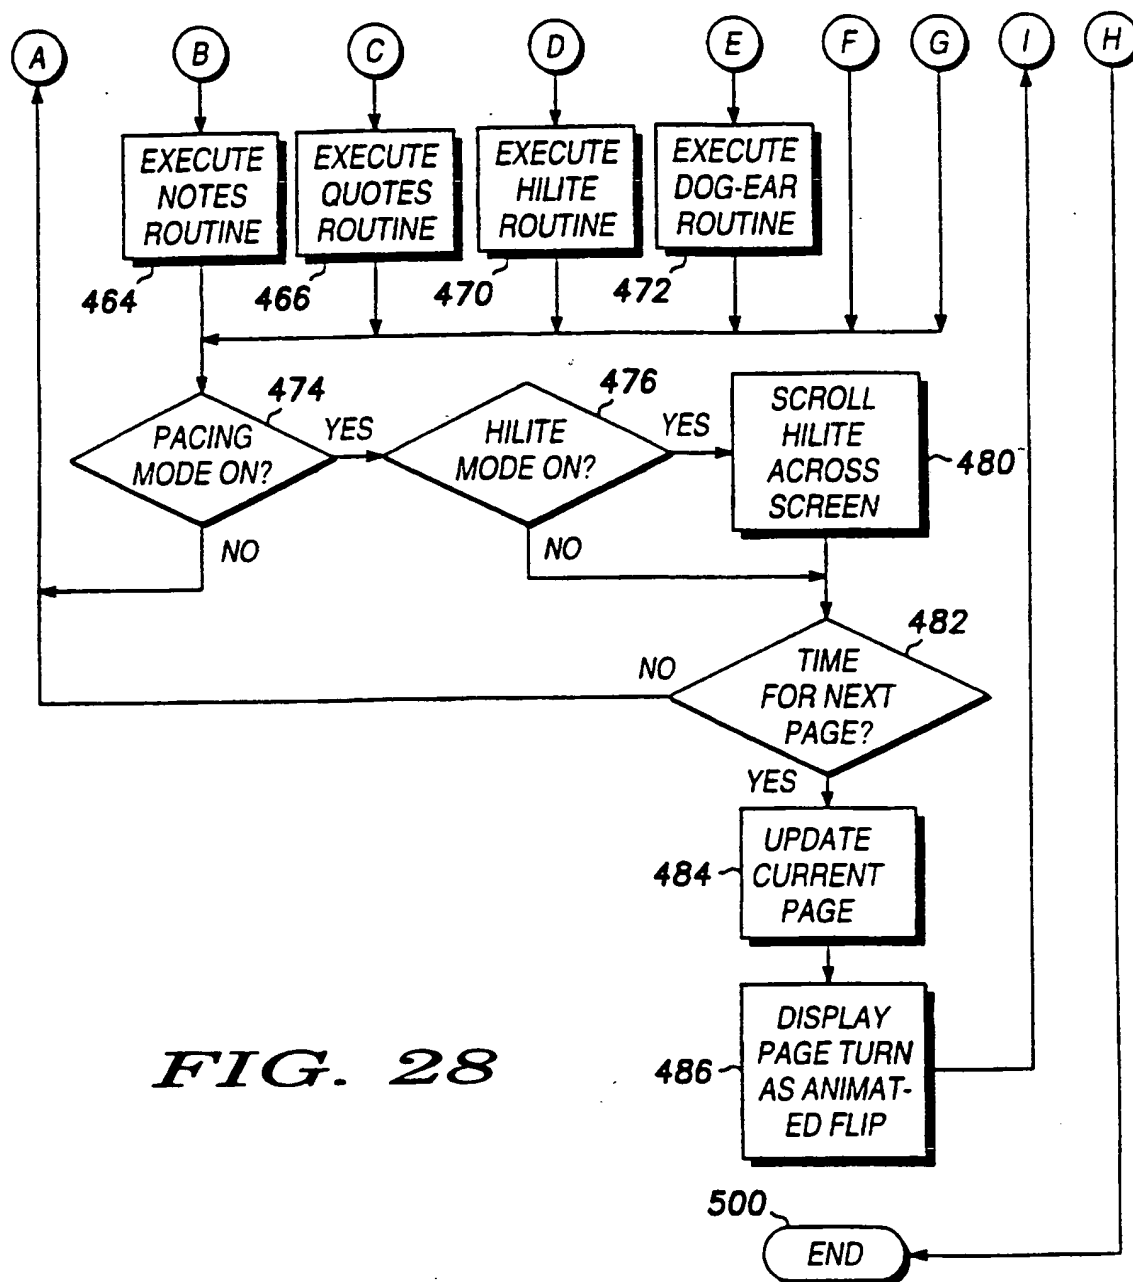 A B C D E F G I H
EXECUTE
NOTES
ROUTINE
EXECUTE
QUOTES
ROUTINE
EXECUTE
HILITE
ROUTINE
EXECUTE
DOG-EAR
ROUTINE
464 466 470 472
474
PACING
MODE ON?
YES
NO
476
HILITE
MODE ON?
YES
NO
SCROLL
HILITE
ACROSS
SCREEN
480
482
TIME
FOR NEXT
PAGE?
NO
YES
UPDATE
CURRENT
PAGE
484
DISPLAY
PAGE TURN
AS ANIMAT-
ED FLIP
486
FIG. 28
500
END